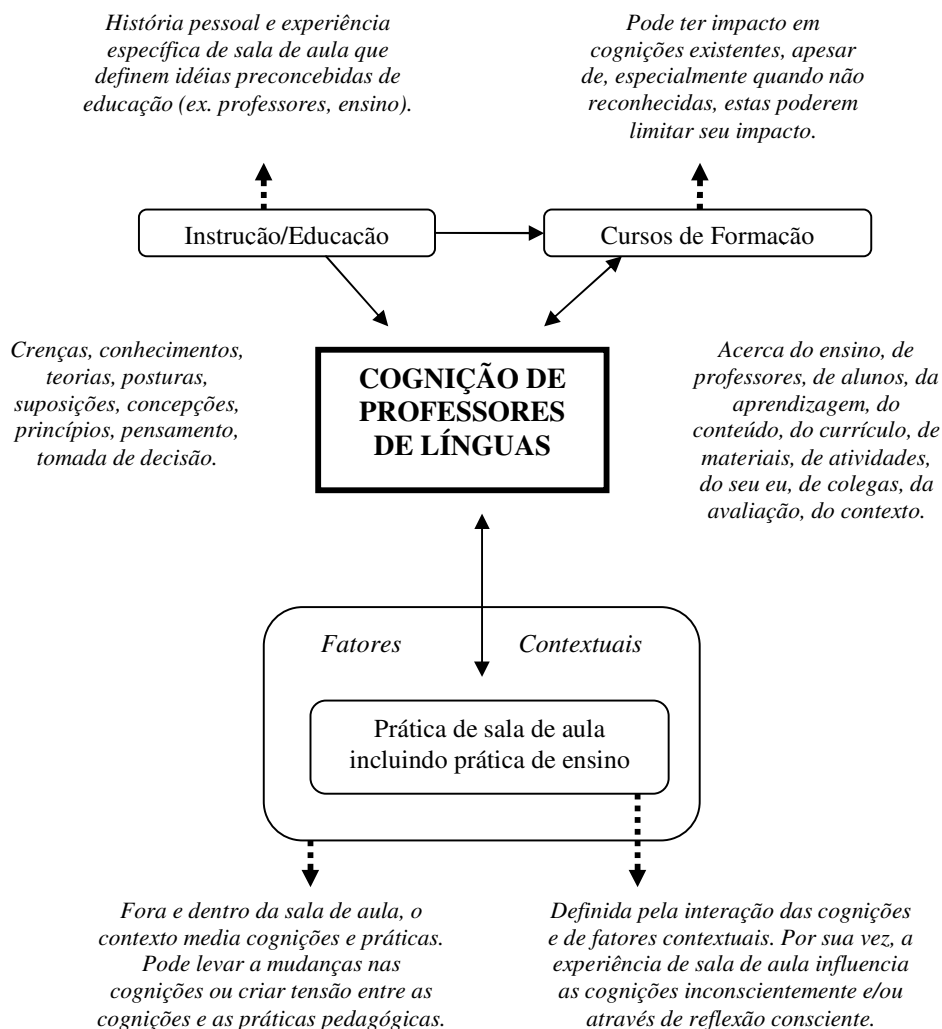 História pessoal e experiência
específica de sala de aula que
definem idéias preconcebidas de
educação (ex. professores, ensino).
Pode ter impacto em
cognições existentes, apesar
de, especialmente quando não
reconhecidas, estas poderem
limitar seu impacto.
Instrução/Educação
Cursos de Formação
Crenças, conhecimentos,
teorias, posturas,
suposições, concepções,
princípios, pensamento,
tomada de decisão.
COGNIÇÃO DE
PROFESSORES
DE LÍNGUAS
Acerca do ensino, de
professores, de alunos, da
aprendizagem, do
conteúdo, do currículo, de
materiais, de atividades,
do seu eu, de colegas, da
avaliação, do contexto.
Fatores Contextuais
Prática de sala de aula
incluindo prática de ensino
Fora e dentro da sala de aula, o
contexto media cognições e práticas.
Pode levar a mudanças nas
cognições ou criar tensão entre as
cognições e as práticas pedagógicas.
Definida pela interação das cognições
e de fatores contextuais. Por sua vez, a
experiência de sala de aula influencia
as cognições inconscientemente e/ou
através de reflexão consciente.